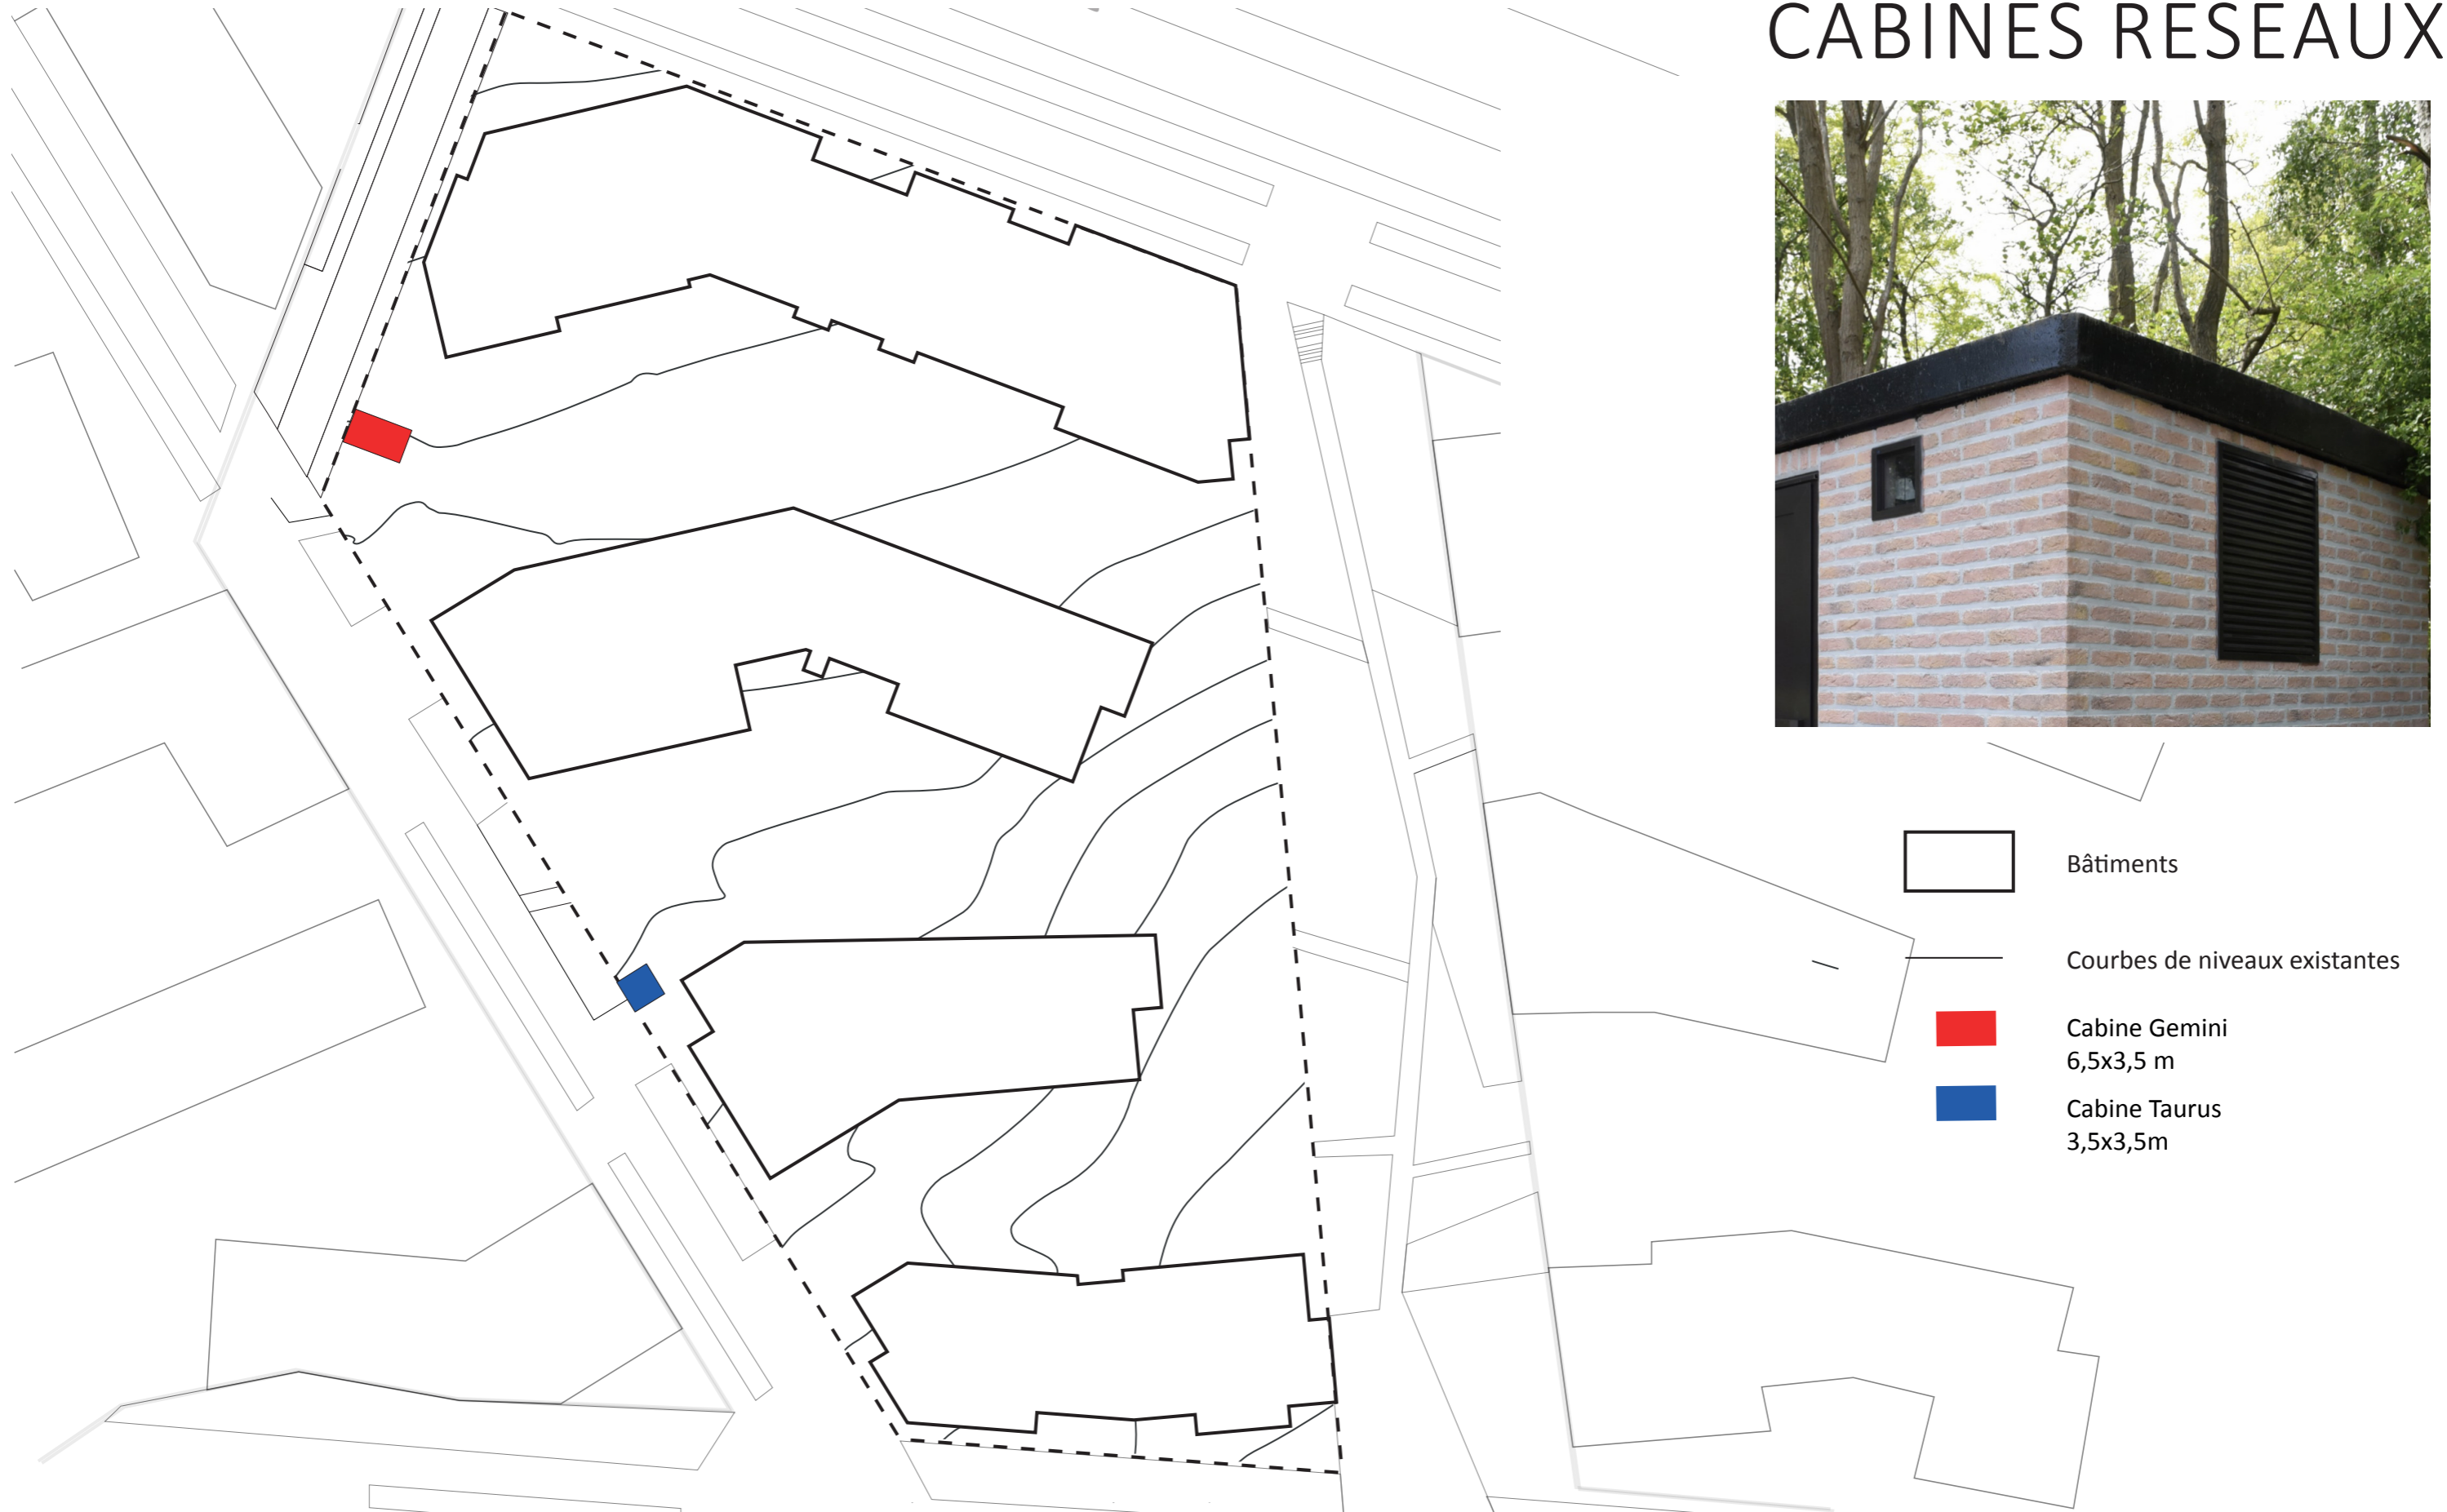 CABINES RESEAUX
Bâtiments
Courbes de niveaux existantes
Cabine Gemini
6,5x3,5 m
Cabine Taurus
3,5x3,5m